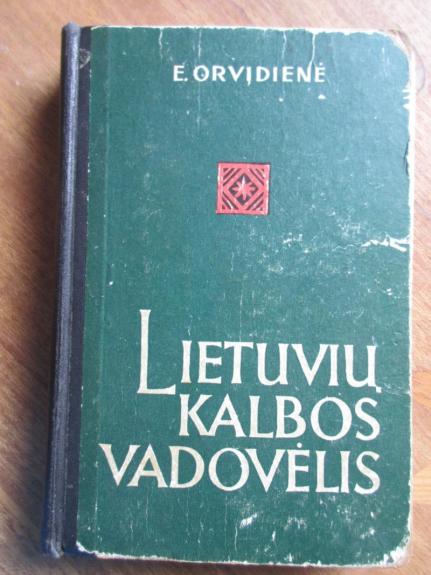 E. ORVIDIENĖ
LIETUVIŲ
KALBOS
VADOVĖLIS